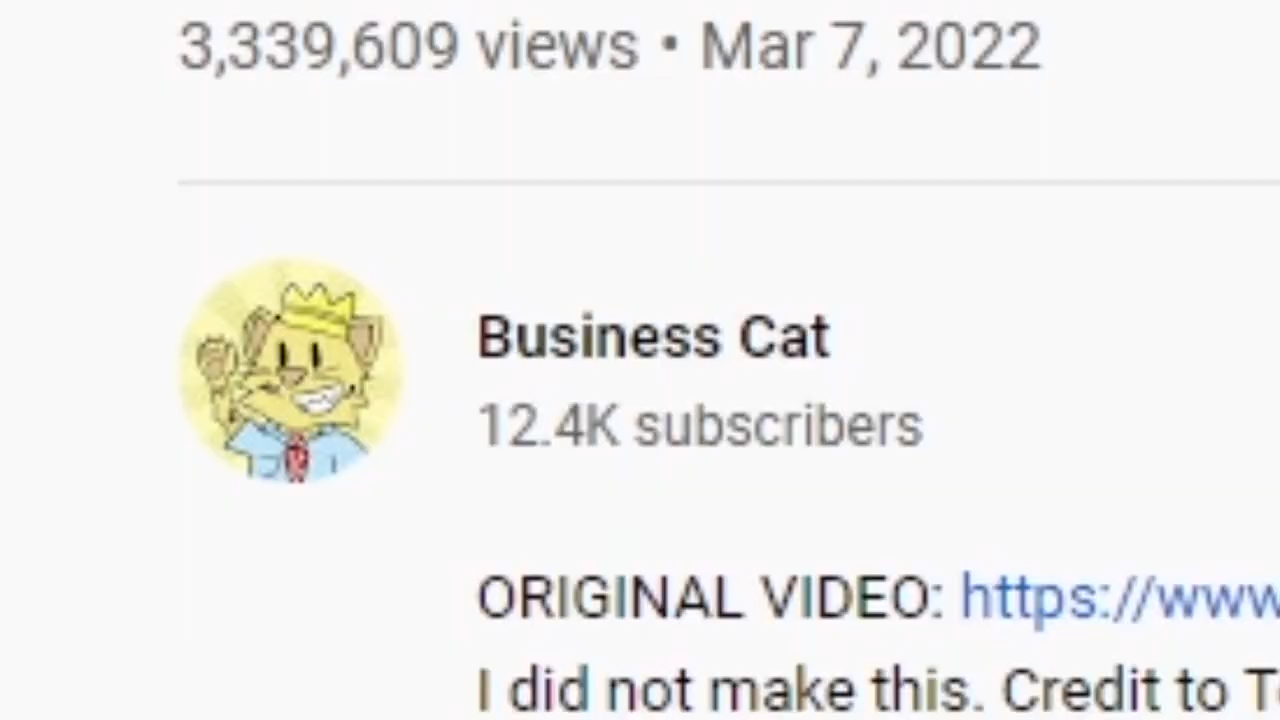 3,339,609 views • Mar 7, 2022
Business Cat
12.4K subscribers
ORIGINAL VIDEO: https://www
I did not make this. Credit to